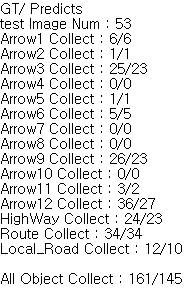 GT/ Predicts
test Image Num : 53
Arrow1 Collect : 6/6
Arrow2 Collect : 1/1
Arrow3 Collect : 25/23
Arrow4 Collect : 0/0
Arrow5 Collect : 1/1
Arrow6 Collect : 5/5
Arrow7 Collect : 0/0
Arrow8 Collect : 0/0
Arrow9 Collect : 26/23
Arrow10 Collect : 0/0
Arrow11 Collect : 3/2
Arrow12 Collect : 36/27
HighWay Collect : 24/23
Route Collect : 34/34
Local_Road Collect : 12/10
All Object Collect : 161/145